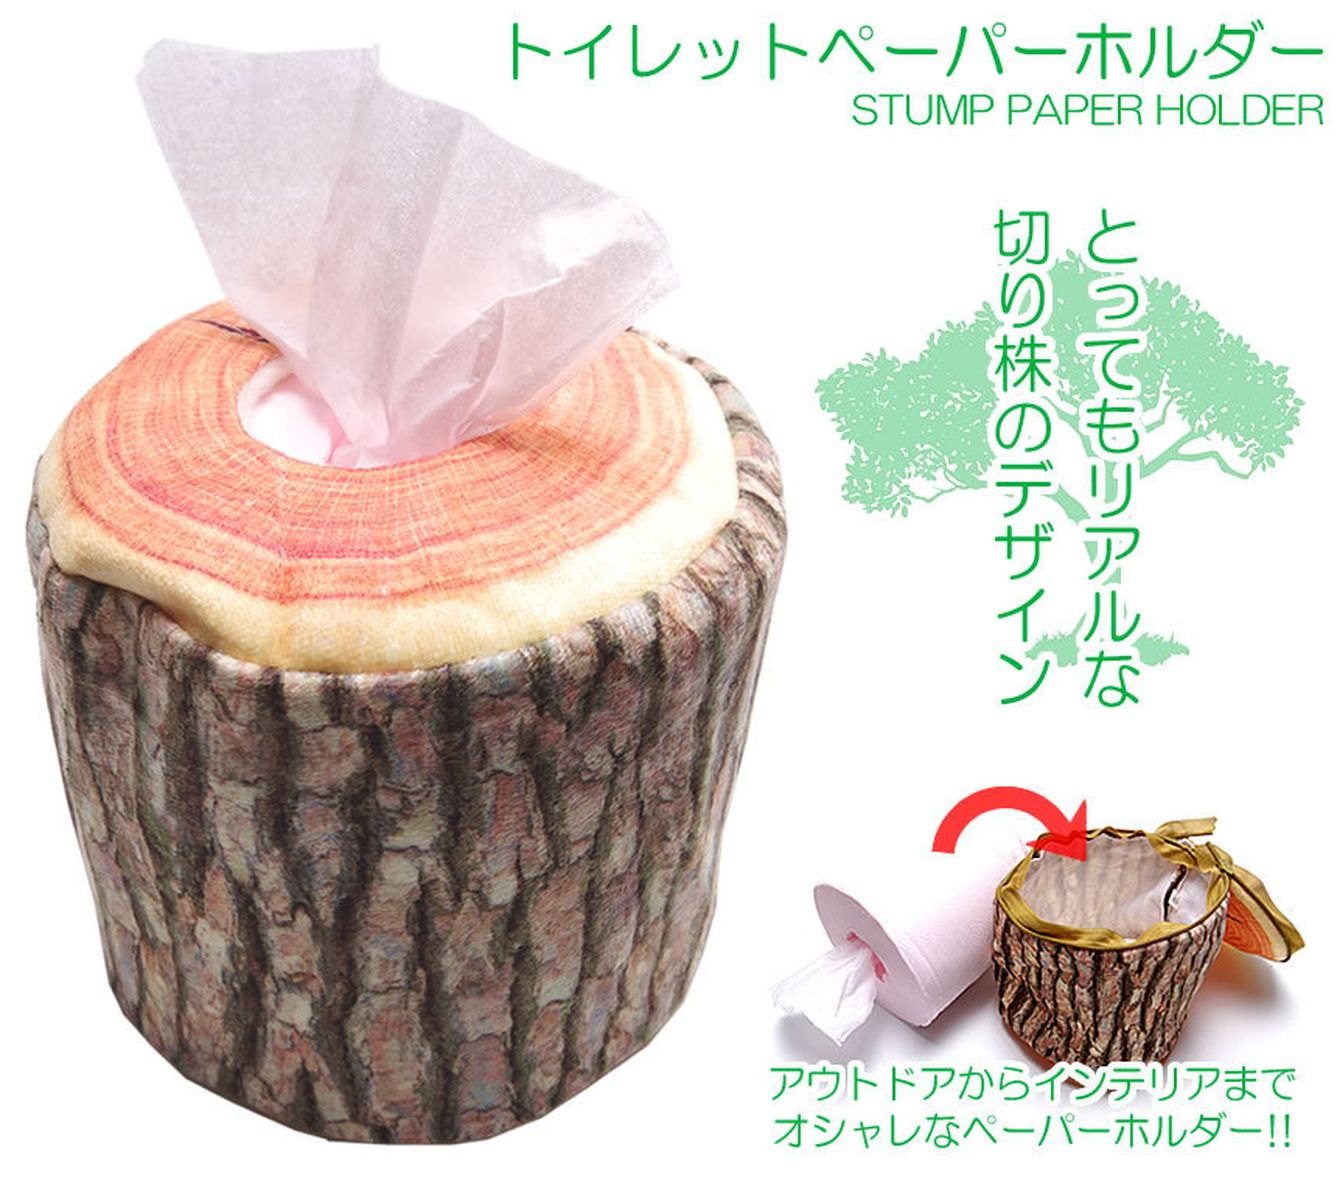 トイレットペーパーホルダー
STUMP PAPER HOLDER
とってもリアルな
切り株のデザイン
アウトドアからインテリアまで
オシャレなペーパーホルダー!!